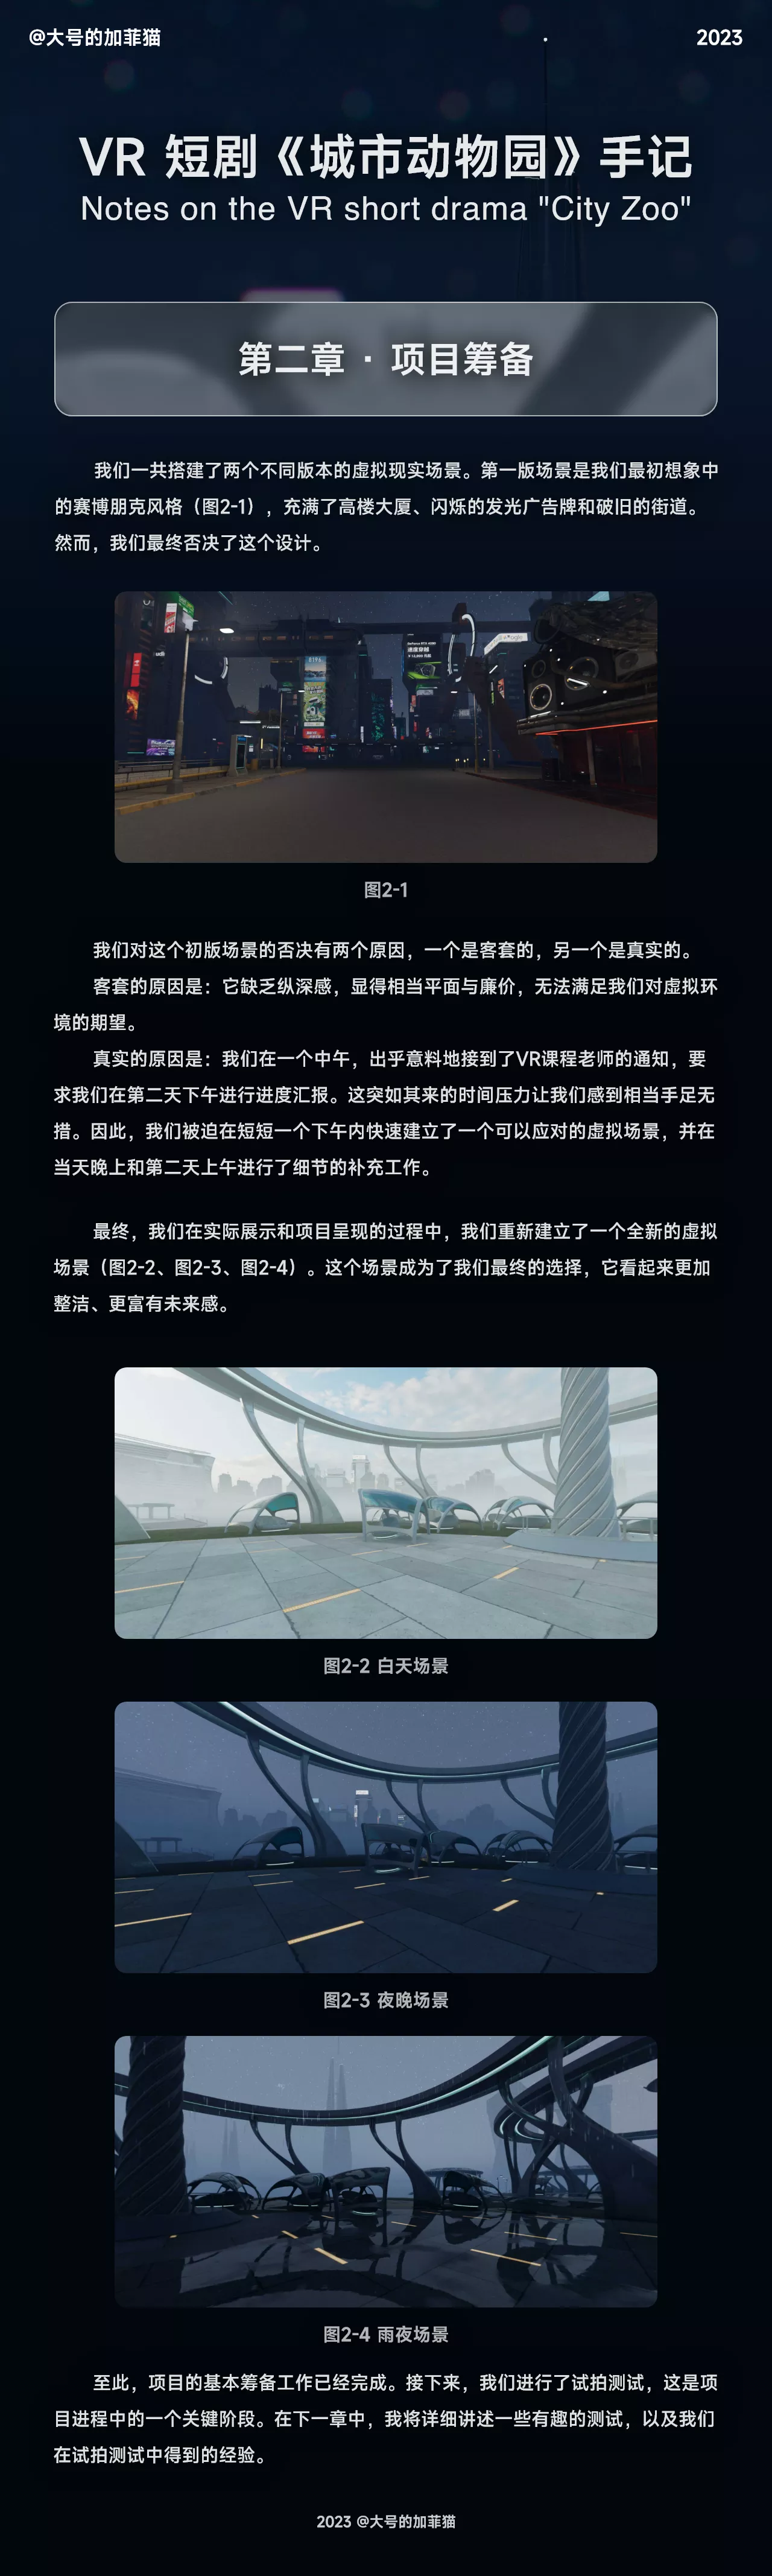 @大号的加菲猫
2023
VR 短剧《城市动物园》手记
Notes on the VR short drama "City Zoo"
第二章 · 项目筹备
我们一共搭建了两个不同版本的虚拟现实场景。第一版场景是我们最初想象中
的赛博朋克风格（图2-1），充满了高楼大厦、闪烁的发光广告牌和破旧的街道。
然而，我们最终否决了这个设计。
图2-1
我们对这个初版场景的否决有两个原因，一个是客套的，另一个是真实的。
客套的原因是：它缺乏纵深感，显得相当平面与廉价，无法满足我们对虚拟环
境的期望。
真实的原因是：我们在一个中午，出乎意料地接到了VR课程老师的通知，要
求我们在第二天下午进行进度汇报。这突如其来的时间压力让我们感到相当手足无
措。因此，我们被迫在短短一个下午内快速建立了一个可以应对的虚拟场景，并在
当天晚上和第二天上午进行了细节的补充工作。
最终，我们在实际展示和项目呈现的过程中，我们重新建立了一个全新的虚拟
场景（图2-2、图2-3、图2-4）。这个场景成为了我们最终的选择，它看起来更加
整洁、更富有未来感。
图2-2 白天场景
图2-3 夜晚场景
图2-4 雨夜场景
至此，项目的基本筹备工作已经完成。接下来，我们进行了试拍测试，这是项
目进程中的一个关键阶段。在下一章中，我将详细讲述一些有趣的测试，以及我们
在试拍测试中得到的经验。
2023 @大号的加菲猫